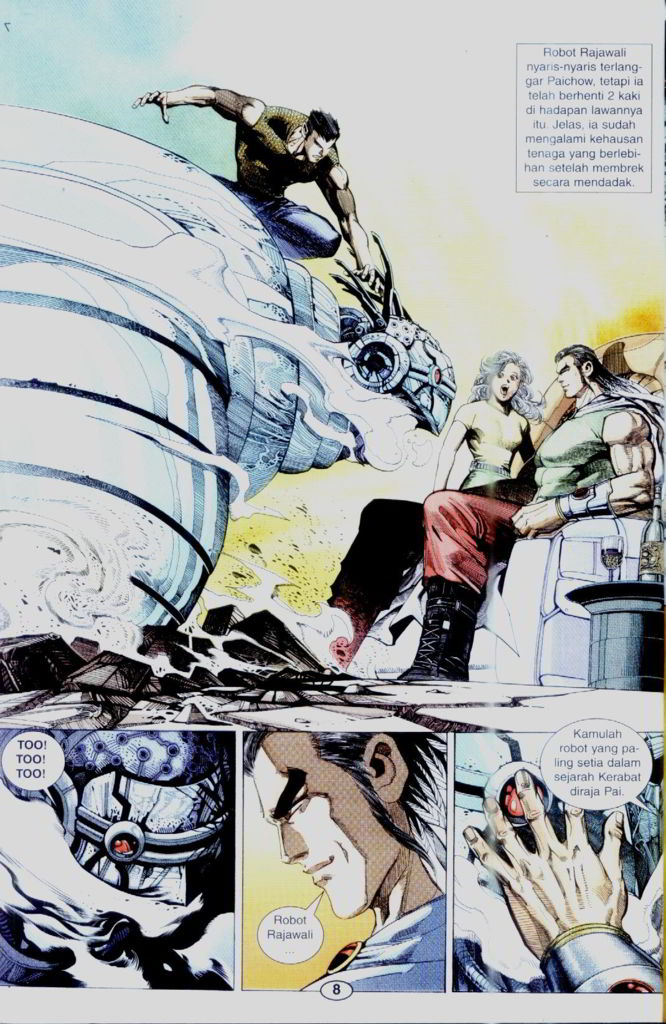 Robot Rajawali
nyaris-nyaris terlang-
gar Paichow, tetapi ia
telah berhenti 2 kaki
di hadapan lawannya
itu. Jelas, ia sudah
mengalami kehausan
tenaga yang berlebi-
han setelah membrek
secara mendadak.
TOO!
TOO!
TOO!
Robot
Rajawali
...
Kamulah
robot yang pa-
ling setia dalam
sejarah Kerabat
diraja Pai.
8